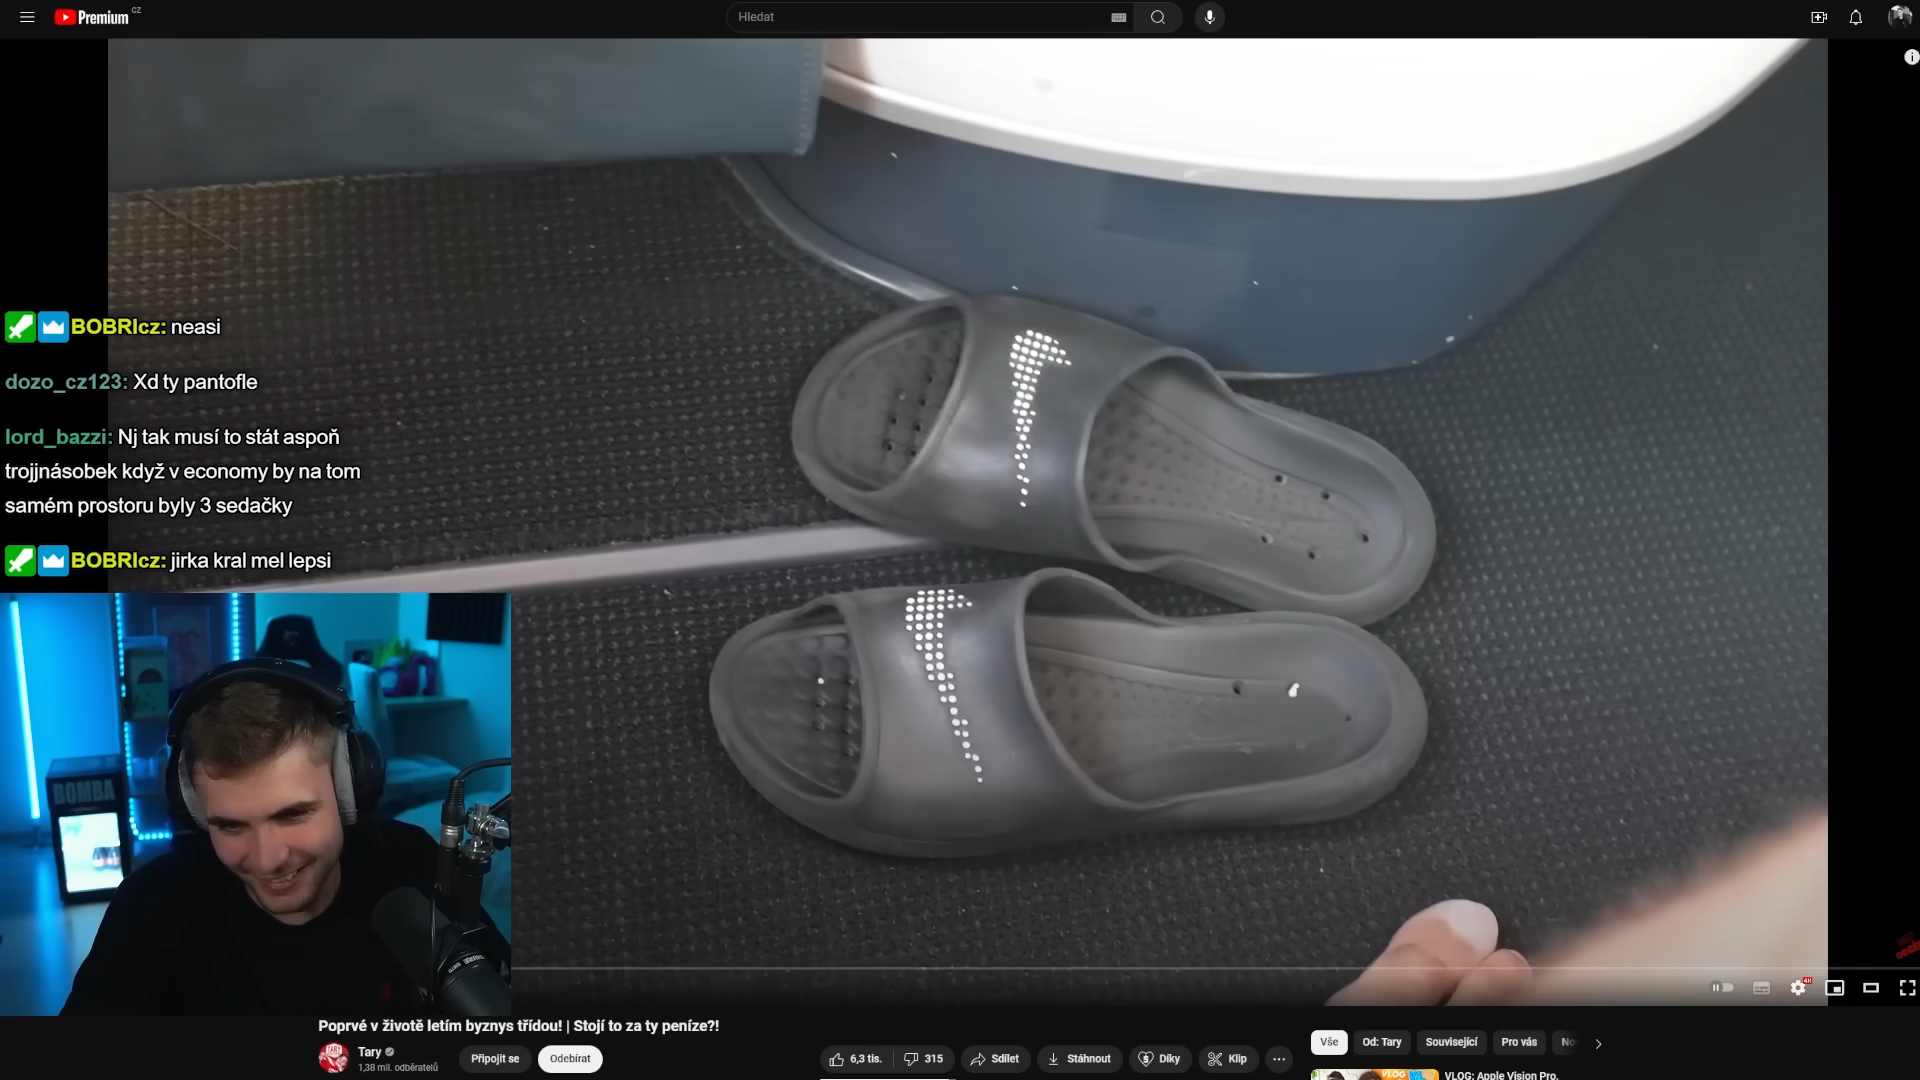 Premium CZ
Hledat
BOBRIcz: neasi
dozo_cz123: Xd ty pantofle
lord_bazzi: Nj tak musí to stát aspoň
trojjnásobek když v economy by na tom
samém prostoru byly 3 sedačky
BOBRIcz: jirka kral mel lepsi
BOMBA
4K
Poprvé v životě letím byznys třídou! | Stojí to za ty peníze?!
Tary
1,38 mil. odběratelů
Připojit se
Odebírat
6,3 tis.
315
Sdílet
Stáhnout
Díky
Klip
Vše
Od: Tary
Související
Pro vás
VLOG
VLOG: Apple Vision Pro,